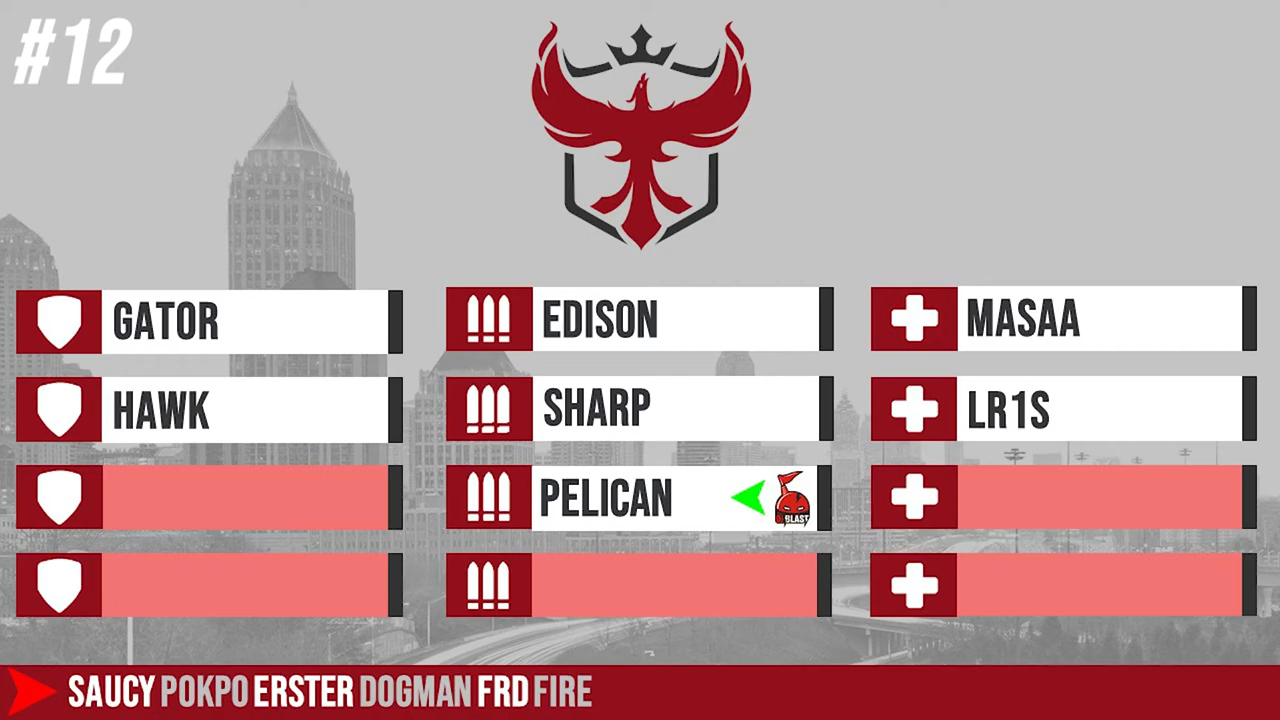 #12
GATOR
EDISON
MASAA
HAWK
SHARP
LR1S
PELICAN
BLAST
SAUCY POKPO ERSTER DOGMAN FRD FIRE